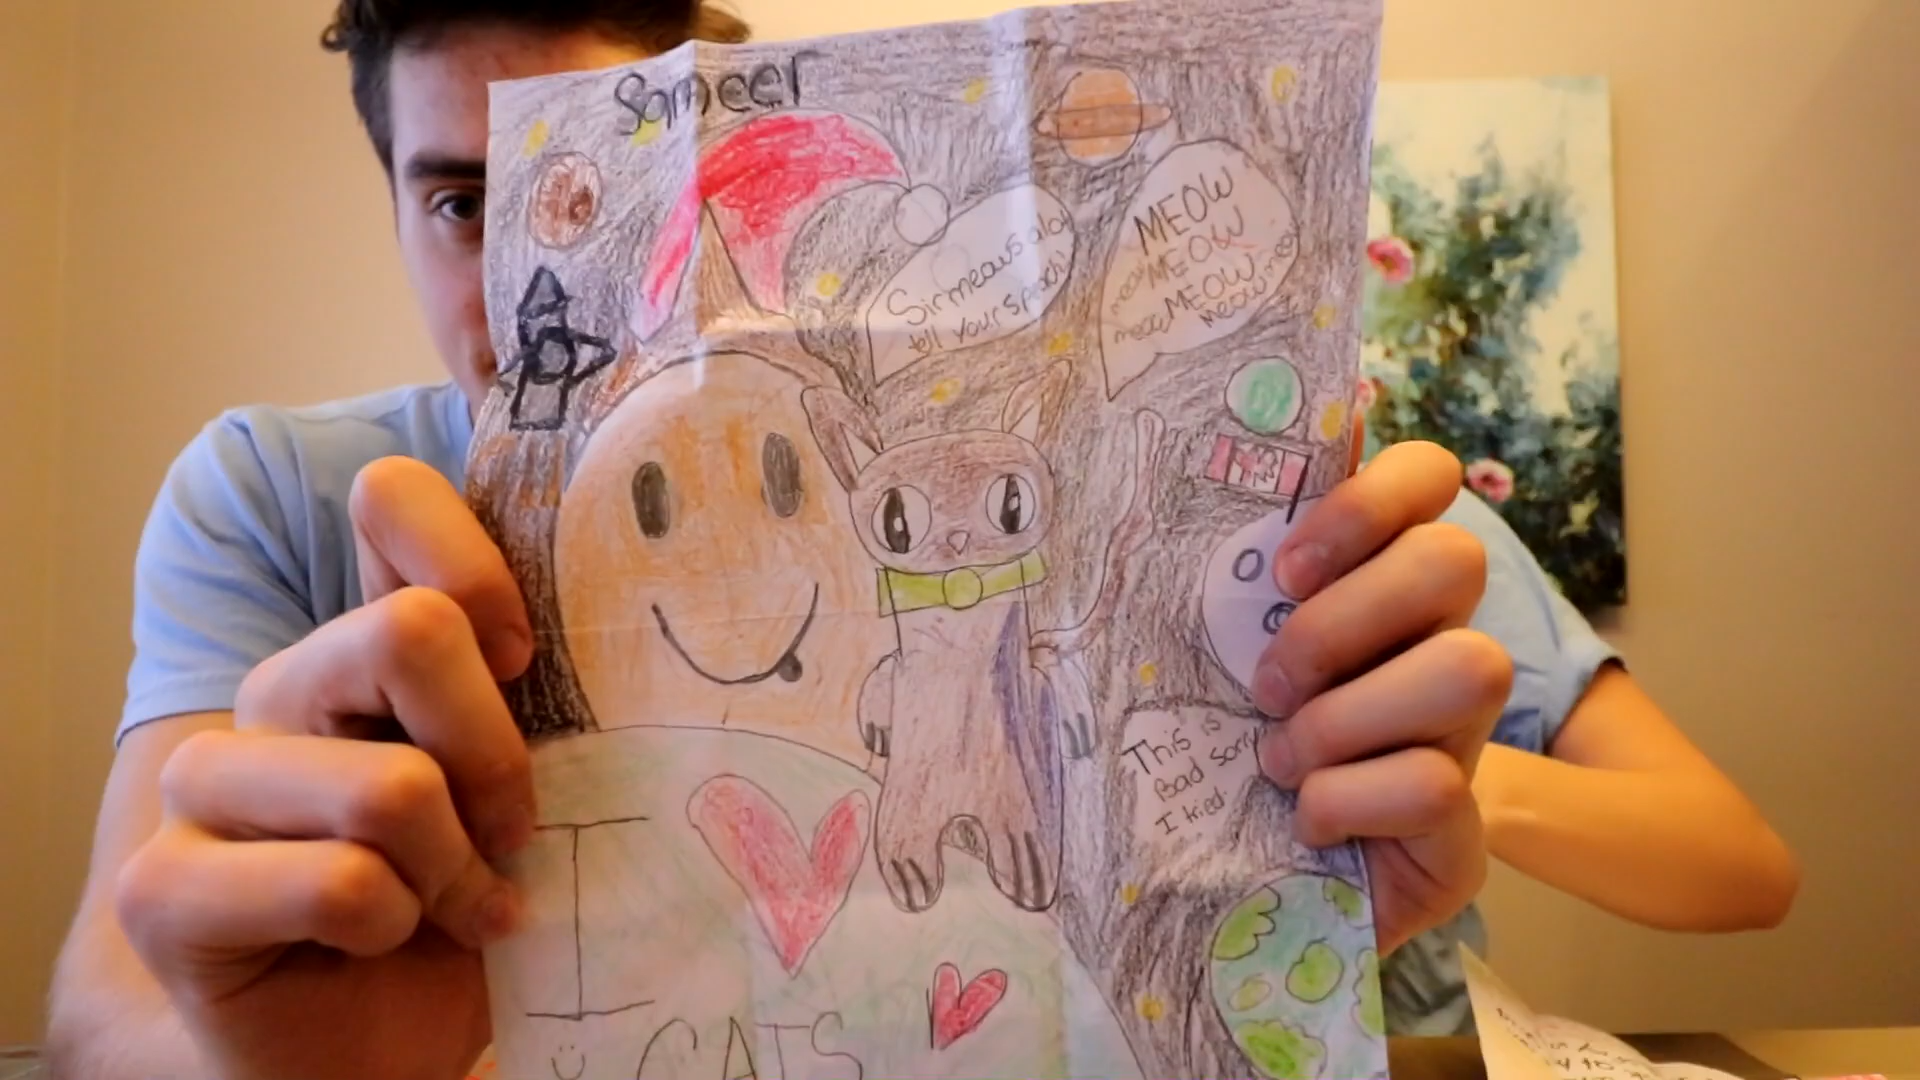 Sameer
Sir meows alot
tell your speach!
MEOW
MEOW
meow MEOW meow
meow MEOW
meow
This is
Bad sorry
I tried.
I
CATS